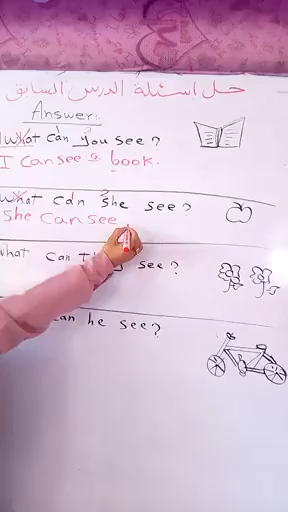 حل اسئلة الدرس السابق
Answer:
What can you see?
I can see a book.
What can she see?
she can see
What can they see?
can he see?